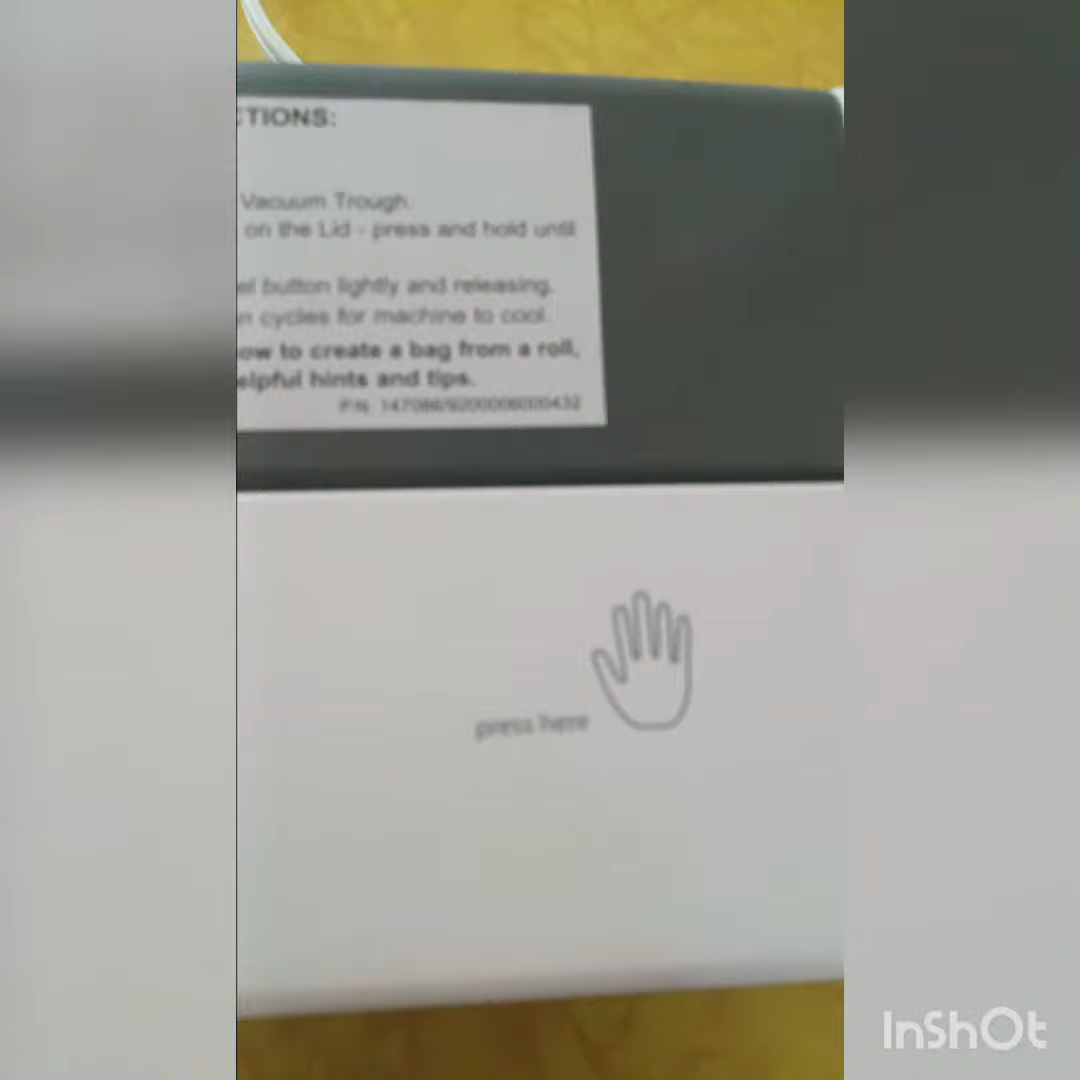 CTIONS:
Vacuum Trough.
on the Lid - press and hold until
el button lightly and releasing.
n cycles for machine to cool.
ow to create a bag from a roll,
elpful hints and tips.
P.N.
press here
InShOt